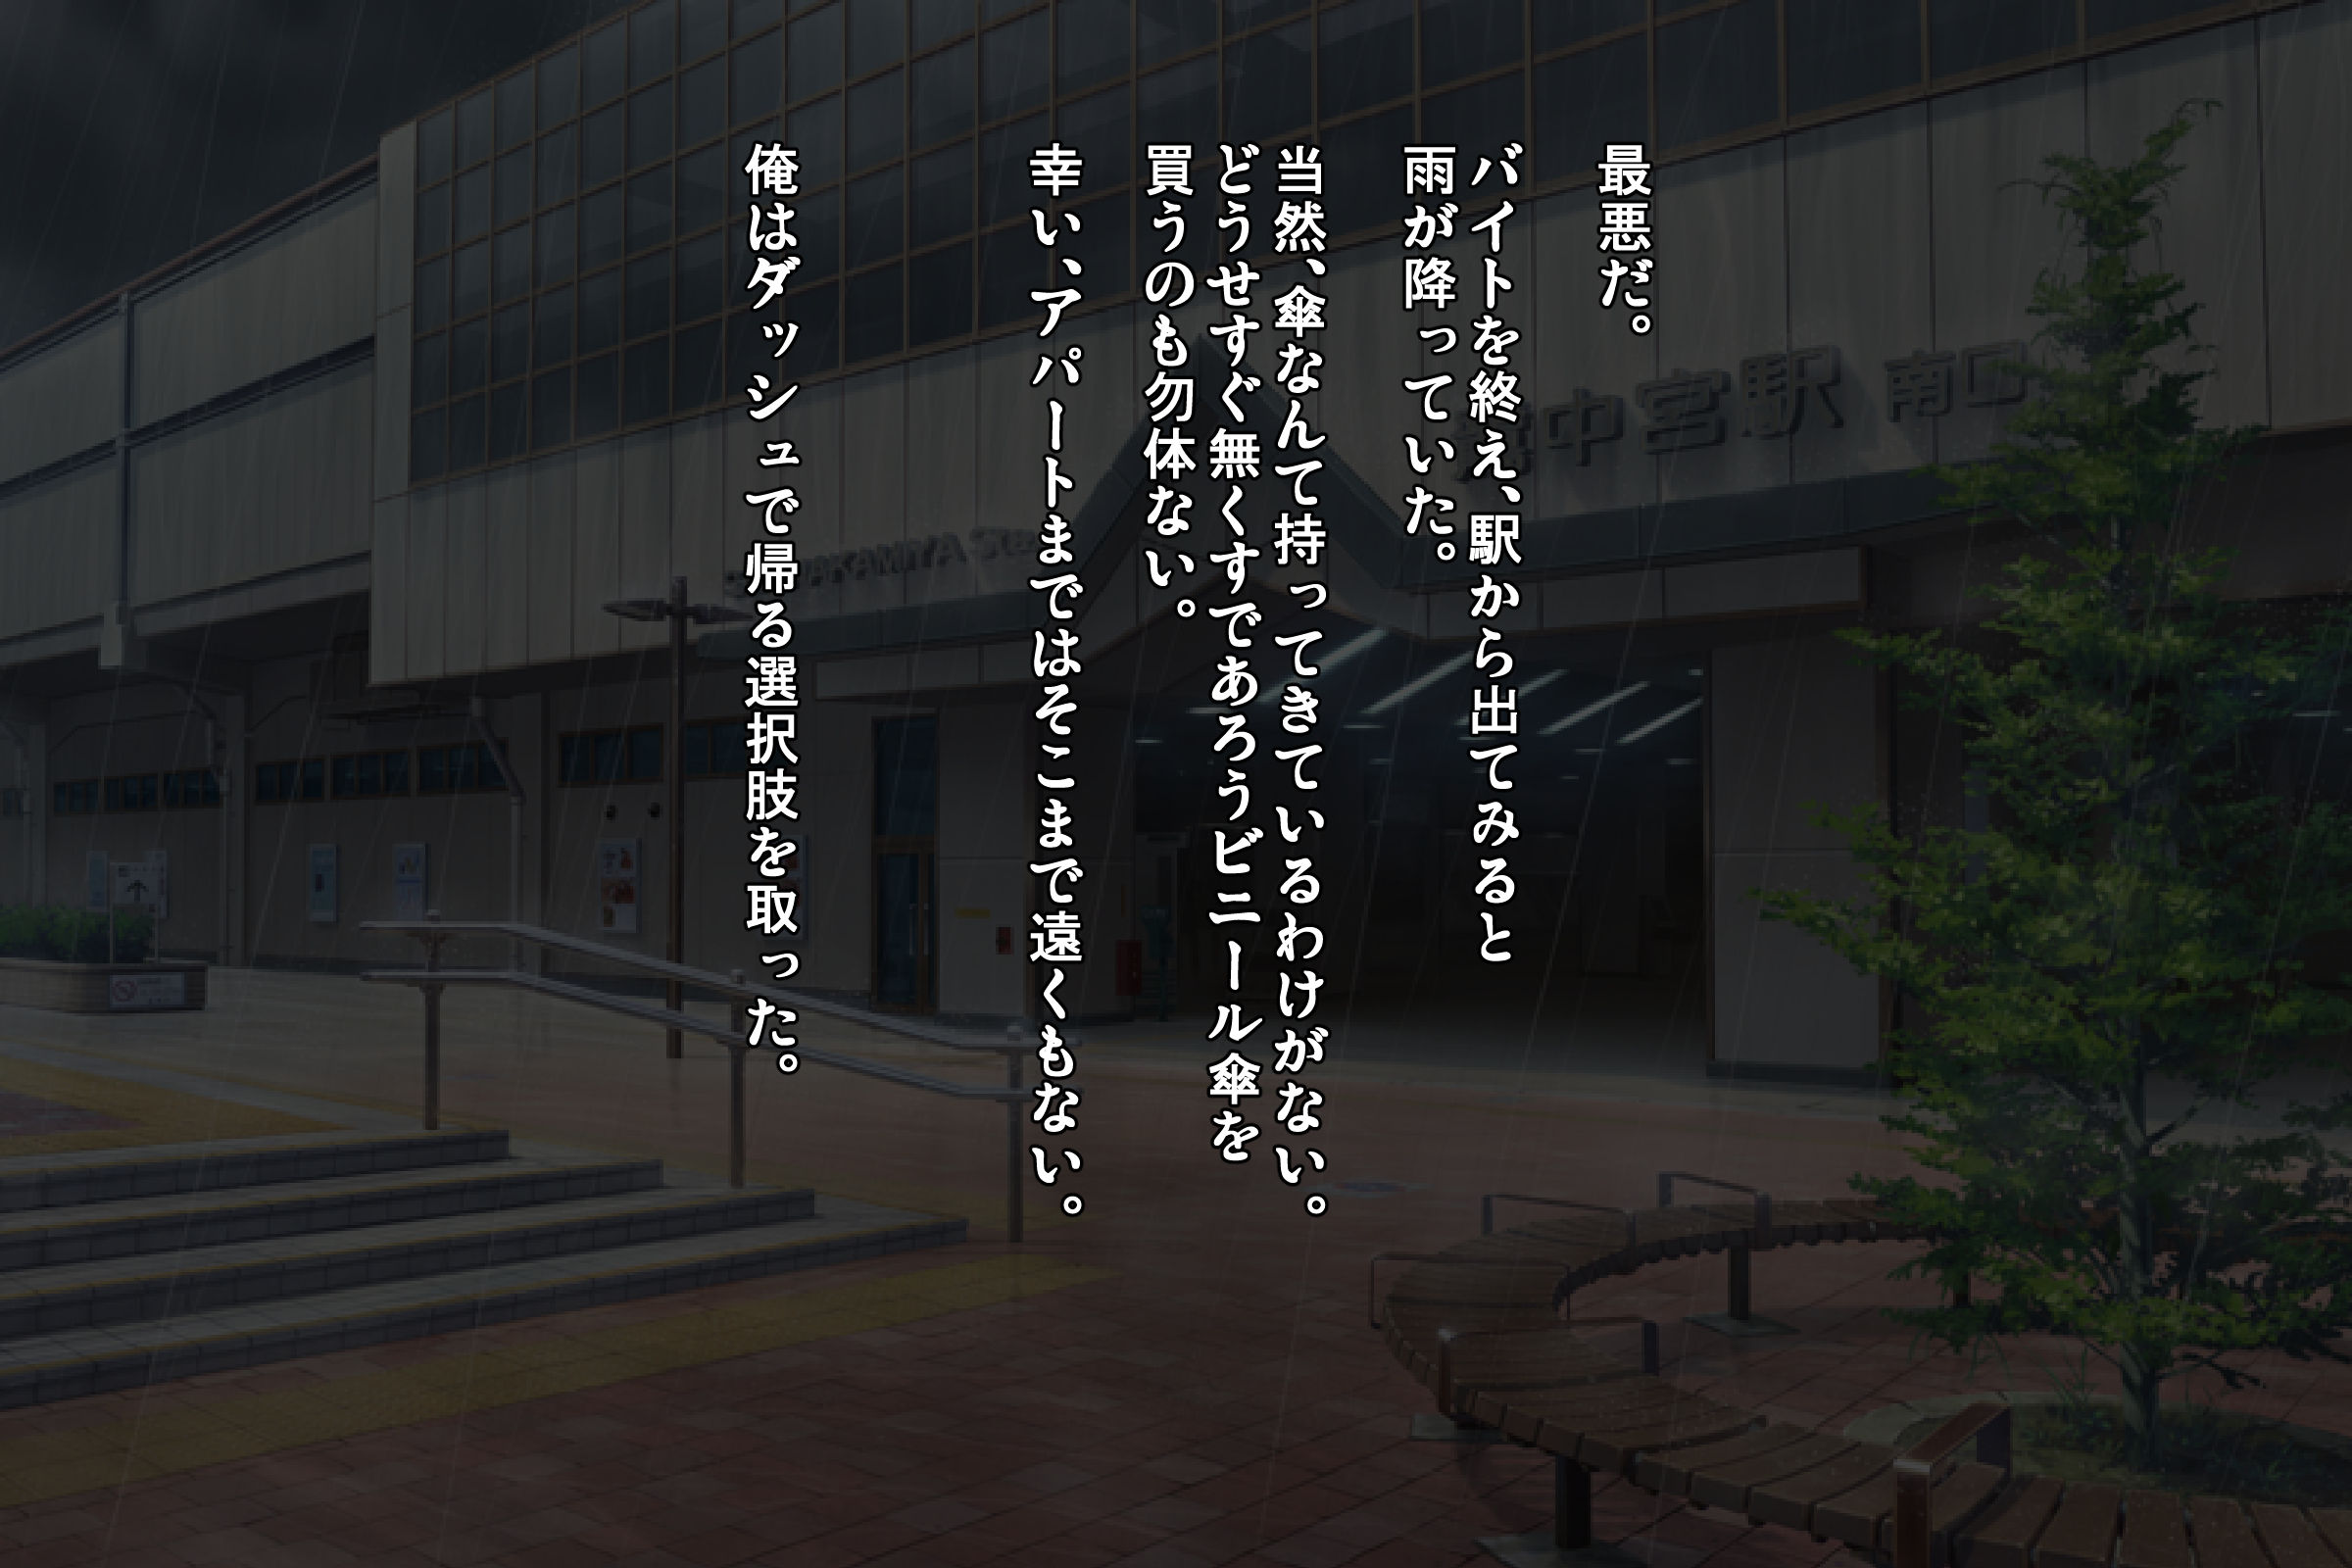 最悪だ。
バイトを終え、駅から出てみると
雨が降っていた。
当然、傘なんて持ってきているわけがない。
どうせすぐ無くすであろうビニール傘を
買うのも勿体ない。
幸い、アパートまではそこまで遠くもない。
俺はダッシュで帰る選択肢を取った。
中宮駅 南口